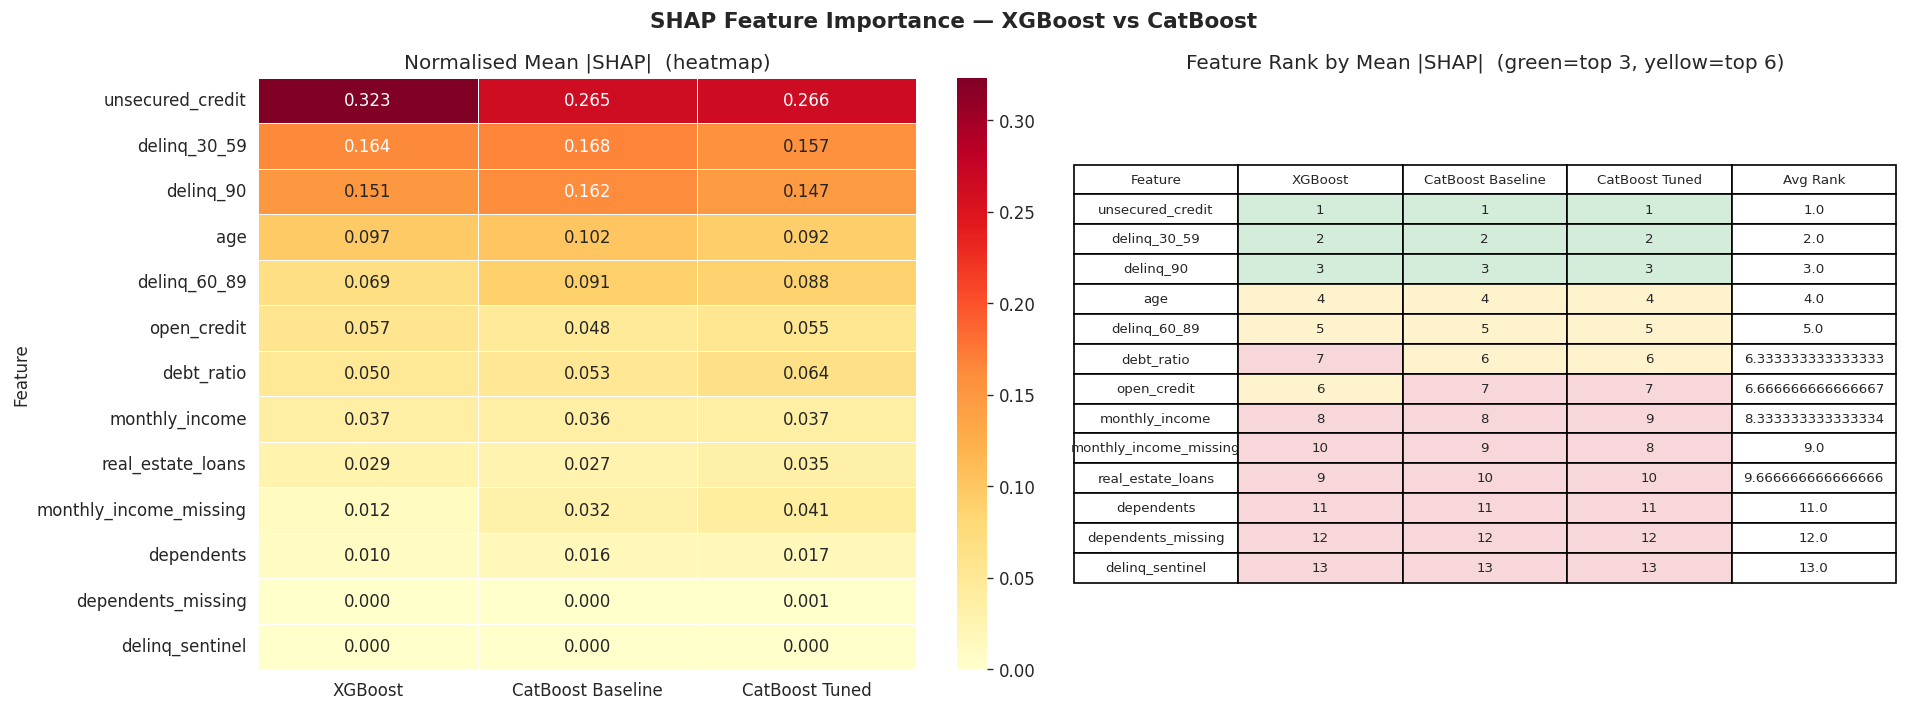 SHAP Feature Importance — XGBoost vs CatBoost
Normalised Mean |SHAP|  (heatmap)
Feature
unsecured_credit 0.323 0.265 0.266
delinq_30_59 0.164 0.168 0.157
delinq_90 0.151 0.162 0.147
age 0.097 0.102 0.092
delinq_60_89 0.069 0.091 0.088
open_credit 0.057 0.048 0.055
debt_ratio 0.050 0.053 0.064
monthly_income 0.037 0.036 0.037
real_estate_loans 0.029 0.027 0.035
monthly_income_missing 0.012 0.032 0.041
dependents 0.010 0.016 0.017
dependents_missing 0.000 0.000 0.001
delinq_sentinel 0.000 0.000 0.000
XGBoost CatBoost Baseline CatBoost Tuned
0.30
0.25
0.20
0.15
0.10
0.05
0.00
Feature Rank by Mean |SHAP|  (green=top 3, yellow=top 6)
Feature XGBoost CatBoost Baseline CatBoost Tuned Avg Rank
unsecured_credit 1 1 1 1.0
delinq_30_59 2 2 2 2.0
delinq_90 3 3 3 3.0
age 4 4 4 4.0
delinq_60_89 5 5 5 5.0
debt_ratio 7 6 6 6.333333333333333
open_credit 6 7 7 6.666666666666667
monthly_income 8 8 9 8.333333333333334
monthly_income_missing 10 9 8 9.0
real_estate_loans 9 10 10 9.666666666666666
dependents 11 11 11 11.0
dependents_missing 12 12 12 12.0
delinq_sentinel 13 13 13 13.0